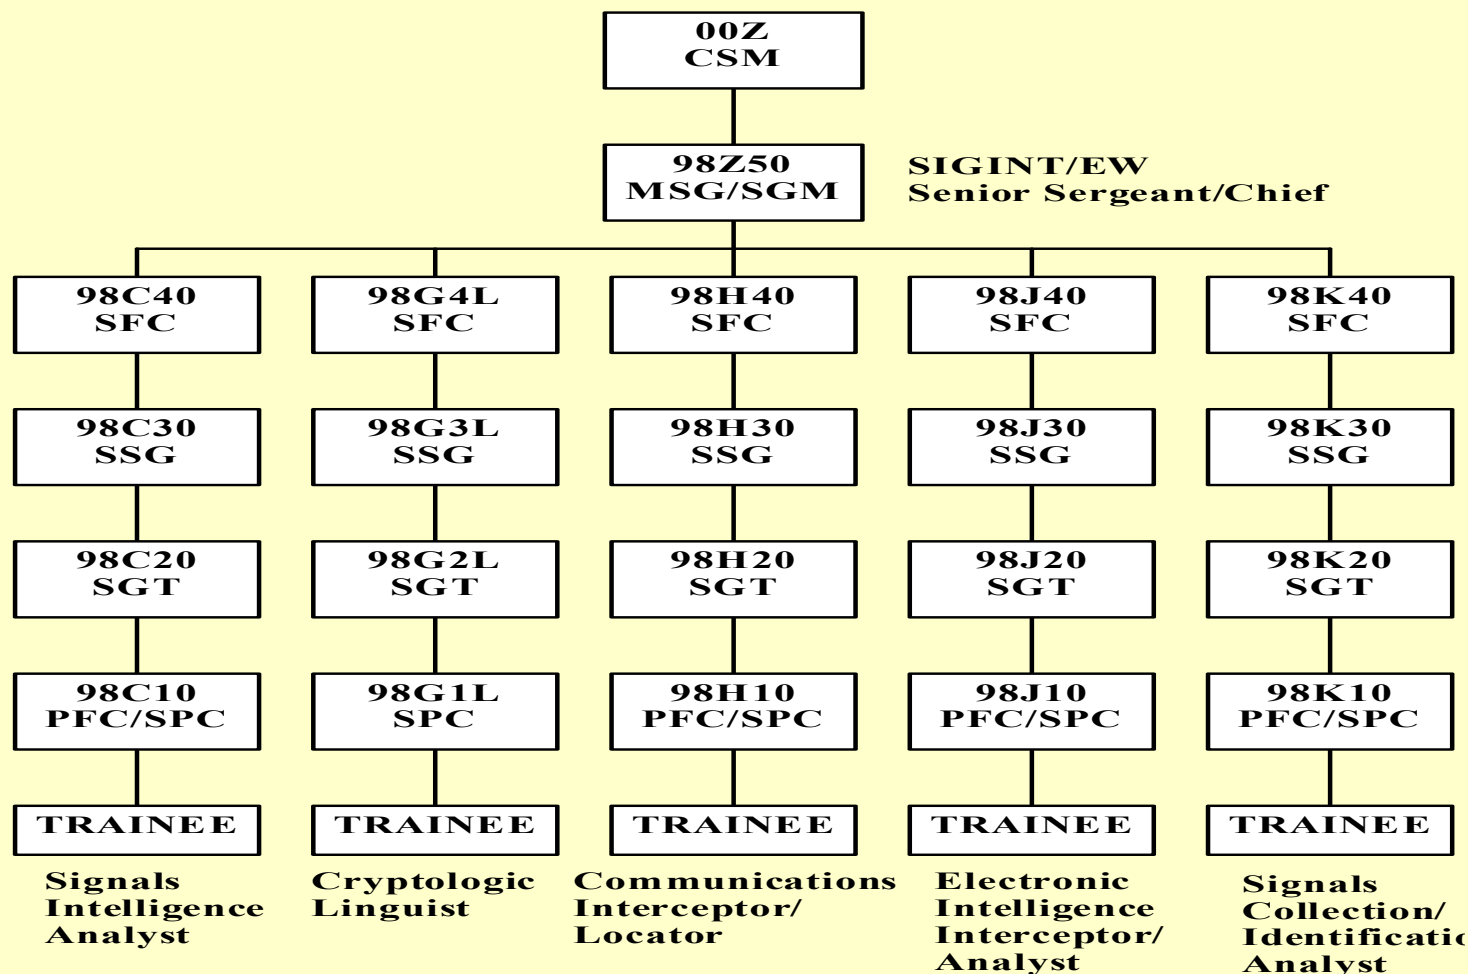 00Z
CSM
98Z50
MSG/SGM
SIGINT/EW
Senior Sergeant/Chief
98C40
SFC
98G4L
SFC
98H40
SFC
98J40
SFC
98K40
SFC
98C30
SSG
98G3L
SSG
98H30
SSG
98J30
SSG
98K30
SSG
98C20
SGT
98G2L
SGT
98H20
SGT
98J20
SGT
98K20
SGT
98C10
PFC/SPC
98G1L
SPC
98H10
PFC/SPC
98J10
PFC/SPC
98K10
PFC/SPC
TRAINEE
TRAINEE
TRAINEE
TRAINEE
TRAINEE
Signals
Intelligence
Analyst
Cryptologic
Linguist
Communications
Interceptor/
Locator
Electronic
Intelligence
Interceptor/
Analyst
Signals
Collection/
Identificatio
Analyst